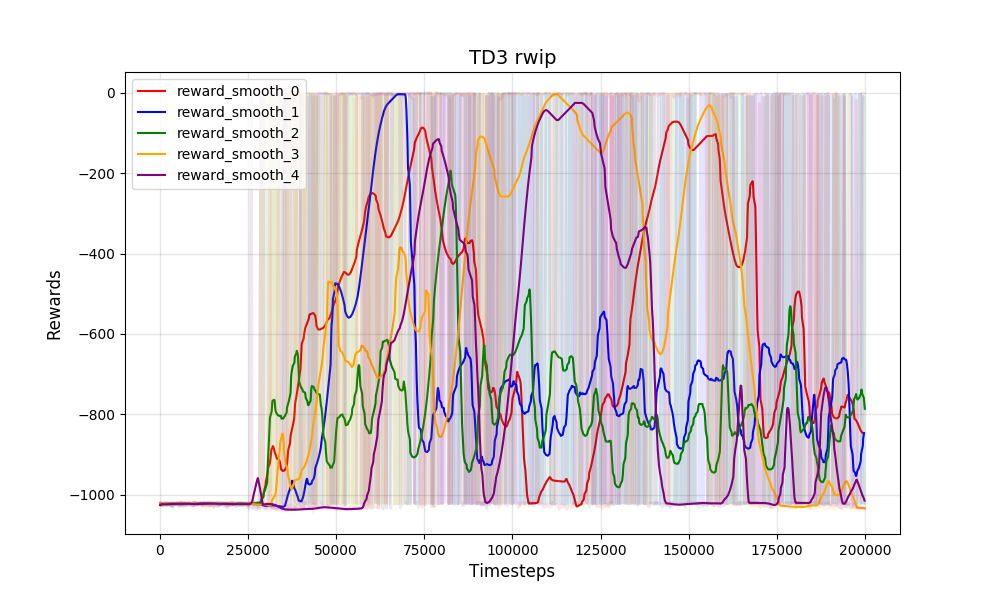 TD3 rwip
reward_smooth_0
reward_smooth_1
reward_smooth_2
reward_smooth_3
reward_smooth_4
Rewards
0
−200
−400
−600
−800
−1000
0 25000 50000 75000 100000 125000 150000 175000 200000
Timesteps